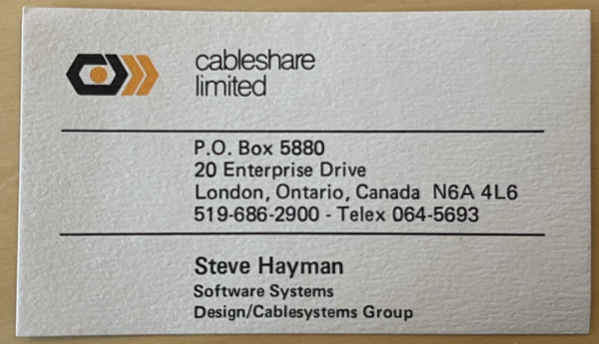 cableshare
limited
P.O. Box 5880
20 Enterprise Drive
London, Ontario, Canada N6A 4L6
519-686-2900 - Telex 064-5693
Steve Hayman
Software Systems
Design/Cablesystems Group